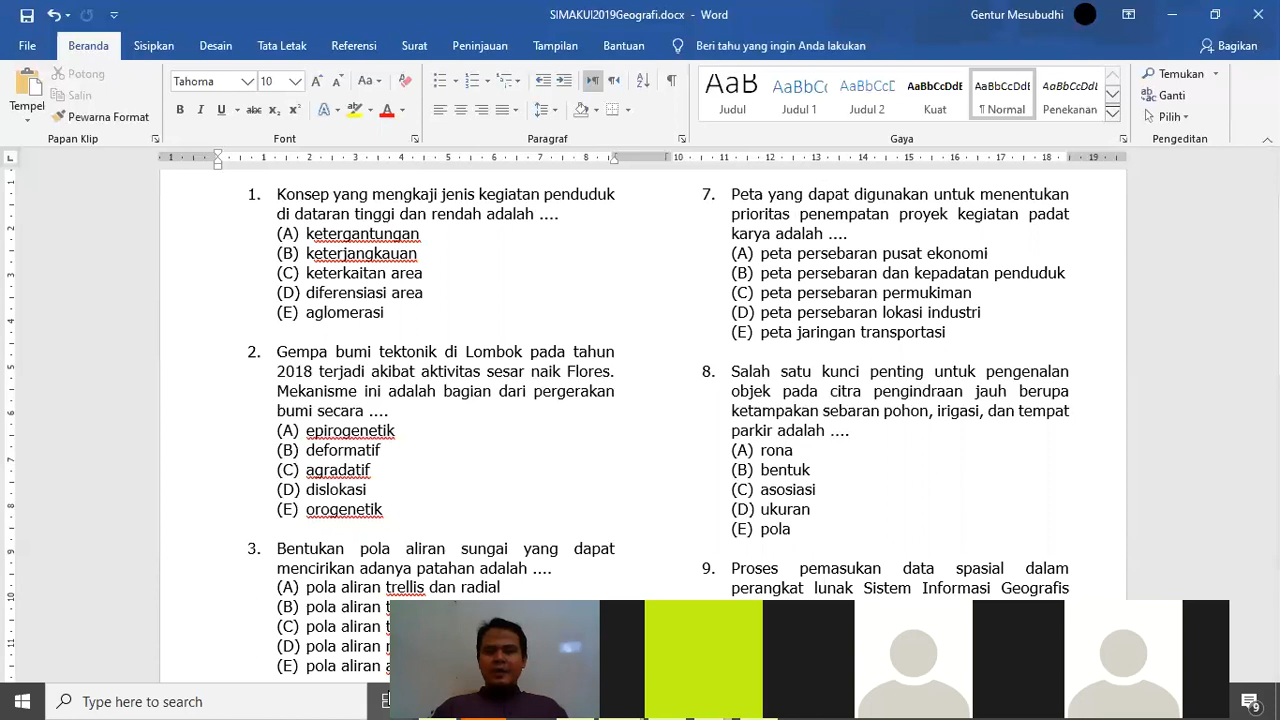 SIMAKUI2019Geografi.docx - Word
Gentur Mesubudhi
File Beranda Sisipkan Desain Tata Letak Referensi Surat Peninjauan Tampilan Bantuan Beri tahu yang ingin Anda lakukan Bagikan
Tempel
Potong
Salin
Pewarna Format
Papan Klip
Tahoma 10
Font
Paragraf
AaB AaBbC AaBbCcD AaBbCcDdE AaBbCcDdE AaBbCcDdE
Judul Judul 1 Judul 2 Kuat ¶ Normal Penekanan
Gaya
Temukan
Ganti
Pilih
Pengeditan
1. Konsep yang mengkaji jenis kegiatan penduduk
di dataran tinggi dan rendah adalah ....
(A) ketergantungan
(B) keterjangkauan
(C) keterkaitan area
(D) diferensiasi area
(E) aglomerasi
2. Gempa bumi tektonik di Lombok pada tahun
2018 terjadi akibat aktivitas sesar naik Flores.
Mekanisme ini adalah bagian dari pergerakan
bumi secara ....
(A) epirogenetik
(B) deformatif
(C) agradatif
(D) dislokasi
(E) orogenetik
3. Bentukan pola aliran sungai yang dapat
mencirikan adanya patahan adalah ....
(A) pola aliran trellis dan radial
(B) pola aliran
(C) pola aliran
(D) pola aliran
(E) pola aliran
7. Peta yang dapat digunakan untuk menentukan
prioritas penempatan proyek kegiatan padat
karya adalah ....
(A) peta persebaran pusat ekonomi
(B) peta persebaran dan kepadatan penduduk
(C) peta persebaran permukiman
(D) peta persebaran lokasi industri
(E) peta jaringan transportasi
8. Salah satu kunci penting untuk pengenalan
objek pada citra pengindraan jauh berupa
ketampakan sebaran pohon, irigasi, dan tempat
parkir adalah ....
(A) rona
(B) bentuk
(C) asosiasi
(D) ukuran
(E) pola
9. Proses pemasukan data spasial dalam
perangkat lunak Sistem Informasi Geografis
Type here to search